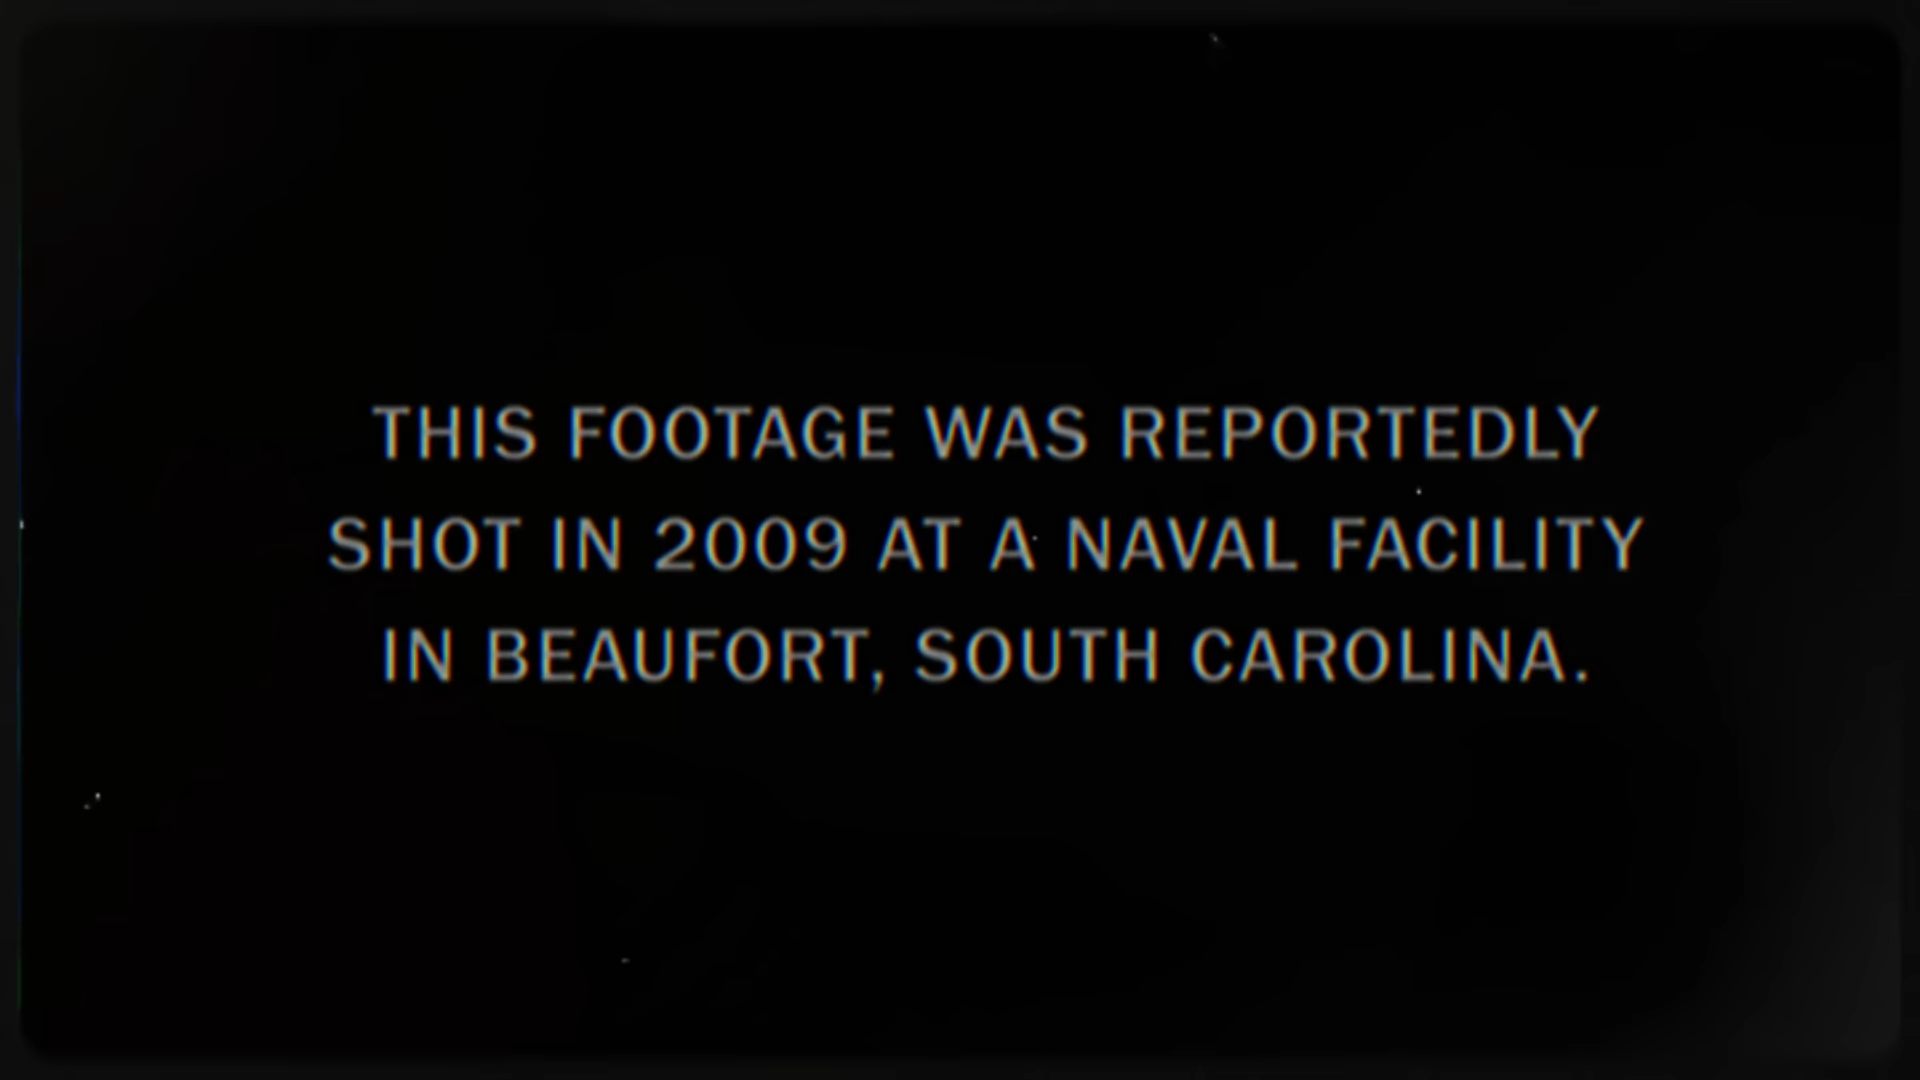 THIS FOOTAGE WAS REPORTEDLY
SHOT IN 2009 AT A NAVAL FACILITY
IN BEAUFORT, SOUTH CAROLINA.